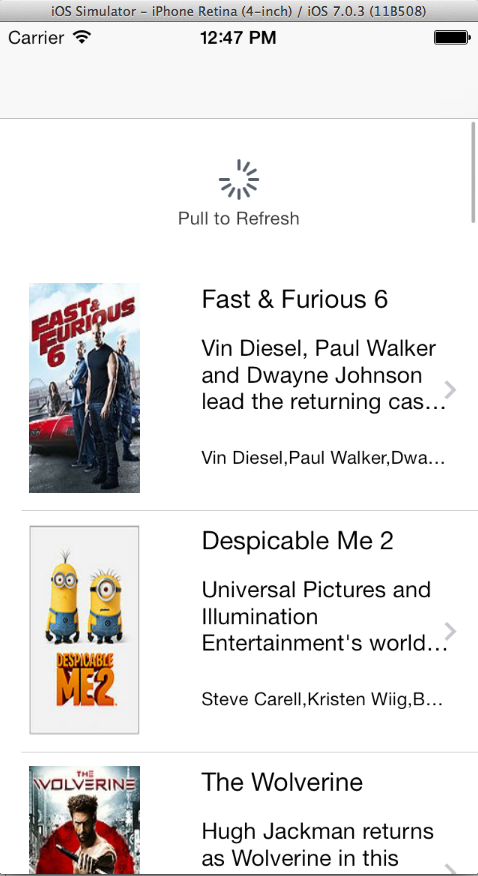 iOS Simulator - iPhone Retina (4-inch) / iOS 7.0.3 (11B508)
Carrier 12:47 PM
Pull to Refresh
FAST &
FURIOUS
6
Fast & Furious 6
Vin Diesel, Paul Walker
and Dwayne Johnson
lead the returning cas...
Vin Diesel,Paul Walker,Dwa...
DESPICABLE
ME2
Despicable Me 2
Universal Pictures and
Illumination
Entertainment's world...
Steve Carell,Kristen Wiig,B...
THE
WOLVERINE
The Wolverine
Hugh Jackman returns
as Wolverine in this